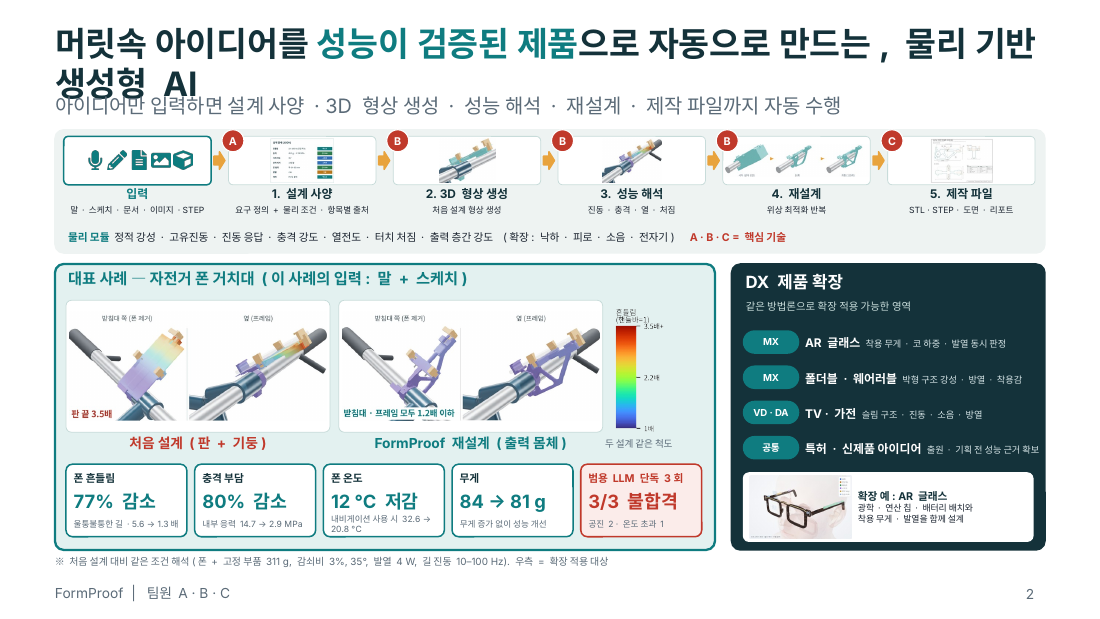 머릿속 아이디어를 성능이 검증된 제품으로 자동으로 만드는 , 물리 기반
생성형 AI
아이디어만 입력하면 설계 사양 · 3D 형상 생성 · 성능 해석 · 재설계 · 제작 파일까지 자동 수행
A
B
B
B
C
입력
1. 설계 사양
2. 3D 형상 생성
3. 성능 해석
4. 재설계
5. 제작 파일
말 · 스케치 · 문서 · 이미지 · STEP
요구 정의 + 물리 조건 · 항목별 출처
처음 설계 형상 생성
진동 · 충격 · 열 · 처짐
위상 최적화 반복
STL · STEP · 도면 · 리포트
물리 모듈 정적 강성 · 고유진동 · 진동 응답 · 충격 강도 · 열전도 · 터치 처짐 · 출력 층간 강도 ( 확장 : 낙하 · 피로 · 소음 · 전자기 ) A · B · C = 핵심 기술
대표 사례 — 자전거 폰 거치대 ( 이 사례의 입력 : 말 + 스케치 )
받침대 쪽 (폰 제거)
옆 (프레임)
판 끝 3.5배
받침대 쪽 (폰 제거)
옆 (프레임)
받침대 · 프레임 모두 1.2배 이하
흔들림
(핸들바=1)
3.5배+
2.2배
1배
처음 설계 ( 판 + 기둥 )
FormProof 재설계 ( 출력 몸체 )
두 설계 같은 척도
폰 흔들림
77% 감소
울퉁불퉁한 길 · 5.6 → 1.3 배
충격 부담
80% 감소
내부 응력 14.7 → 2.9 MPa
폰 온도
12 °C 저감
내비게이션 사용 시 32.6 →
20.8 °C
무게
84 → 81 g
무게 증가 없이 성능 개선
범용 LLM 단독 3 회
3/3 불합격
공진 2 · 온도 초과 1
DX 제품 확장
같은 방법론으로 확장 적용 가능한 영역
MX
AR 글래스 착용 무게 · 코 하중 · 발열 동시 판정
MX
폴더블 · 웨어러블 박형 구조 강성 · 방열 · 착용감
VD · DA
TV · 가전 슬림 구조 · 진동 · 소음 · 방열
공통
특허 · 신제품 아이디어 출원 · 기획 전 성능 근거 확보
확장 예 : AR 글래스
광학 · 연산 칩 · 배터리 배치와
착용 무게 · 발열을 함께 설계
※ 처음 설계 대비 같은 조건 해석 ( 폰 + 고정 부품 311 g, 감쇠비 3%, 35°, 발열 4 W, 길 진동 10–100 Hz). 우측 = 확장 적용 대상
FormProof | 팀원 A · B · C
2